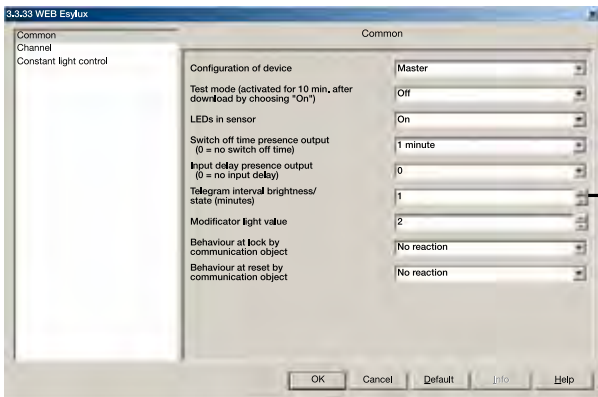 3.3.33 WEB Esylux
Common
Channel
Constant light control
Common
Configuration of device
Master
Test mode (activated for 10 min. after
download by choosing "On")
Off
LEDs in sensor
On
Switch off time presence output
(0 = no switch off time)
1 minute
Input delay presence output
(0 = no input delay)
0
Telegram interval brightness/
state (minutes)
1
Modificator light value
2
Behaviour at lock by
communication object
No reaction
Behaviour at reset by
communication object
No reaction
OK Cancel Default Info Help